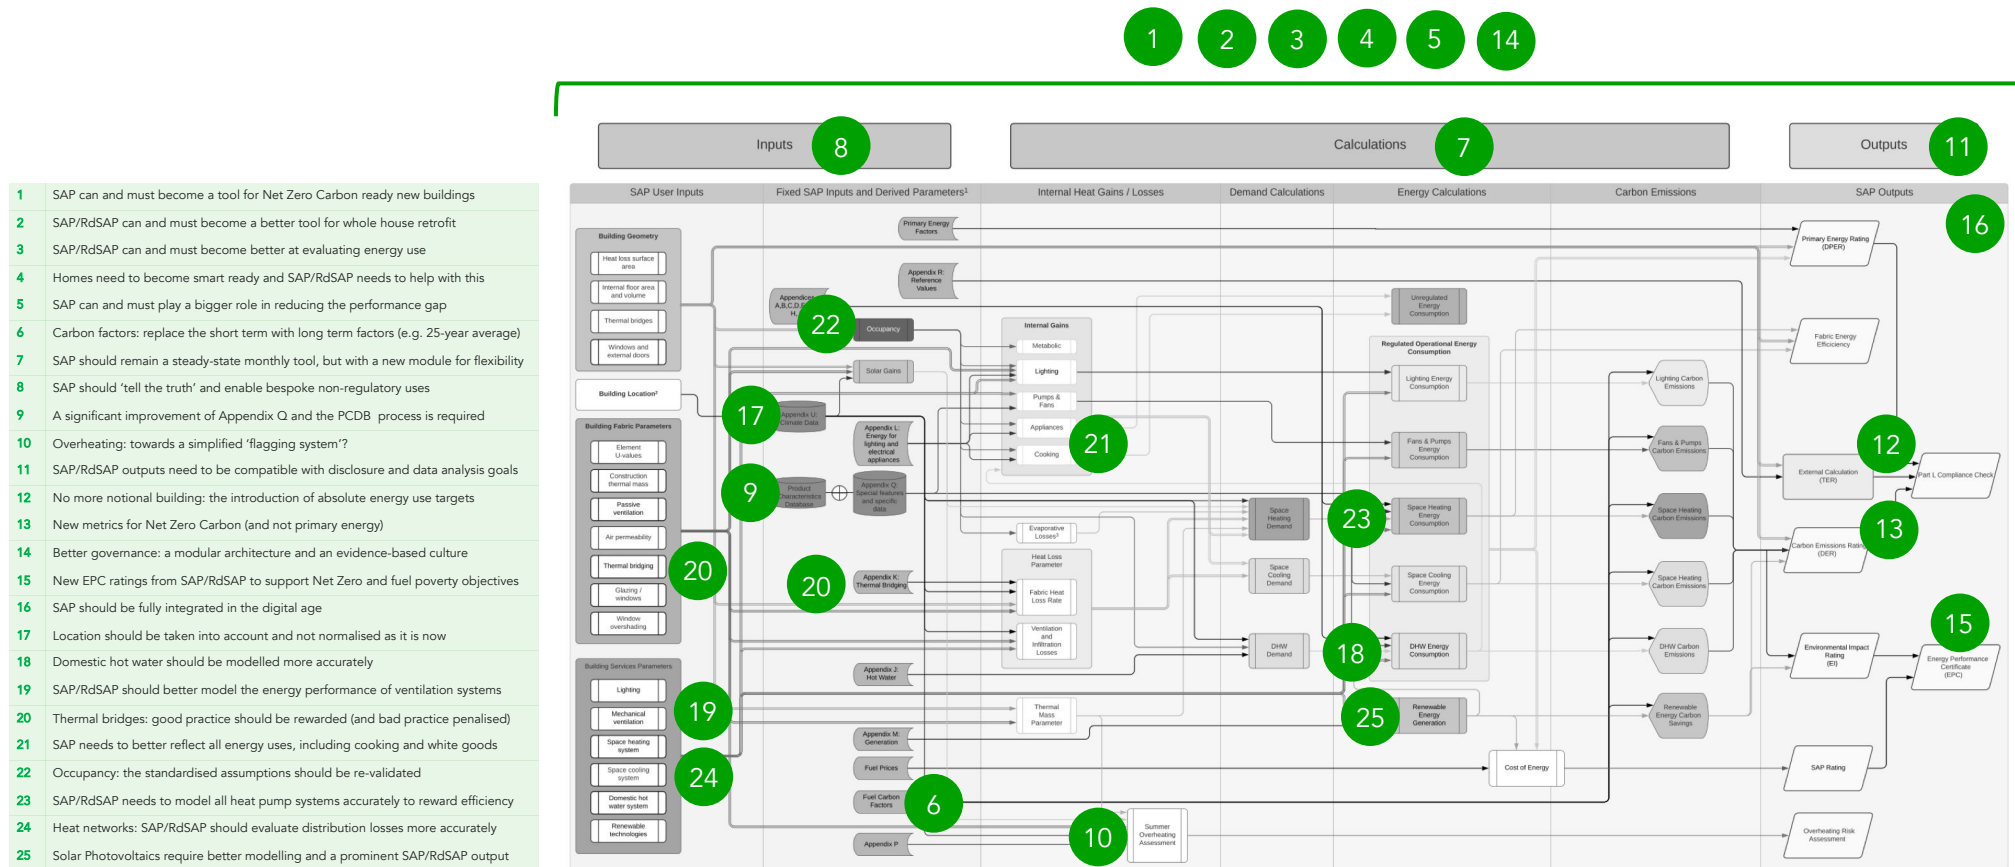 1 2 3 4 5 14
Inputs 8
Calculations 7
Outputs 11
1 SAP can and must become a tool for Net Zero Carbon ready new buildings
2 SAP/RdSAP can and must become a better tool for whole house retrofit
3 SAP/RdSAP can and must become better at evaluating energy use
4 Homes need to become smart ready and SAP/RdSAP needs to help with this
5 SAP can and must play a bigger role in reducing the performance gap
6 Carbon factors: replace the short term with long term factors (e.g. 25-year average)
7 SAP should remain a steady-state monthly tool, but with a new module for flexibility
8 SAP should ‘tell the truth’ and enable bespoke non-regulatory uses
9 A significant improvement of Appendix Q and the PCDB process is required
10 Overheating: towards a simplified ‘flagging system’?
11 SAP/RdSAP outputs need to be compatible with disclosure and data analysis goals
12 No more notional building: the introduction of absolute energy use targets
13 New metrics for Net Zero Carbon (and not primary energy)
14 Better governance: a modular architecture and an evidence-based culture
15 New EPC ratings from SAP/RdSAP to support Net Zero and fuel poverty objectives
16 SAP should be fully integrated in the digital age
17 Location should be taken into account and not normalised as it is now
18 Domestic hot water should be modelled more accurately
19 SAP/RdSAP should better model the energy performance of ventilation systems
20 Thermal bridges: good practice should be rewarded (and bad practice penalised)
21 SAP needs to better reflect all energy uses, including cooking and white goods
22 Occupancy: the standardised assumptions should be re-validated
23 SAP/RdSAP needs to model all heat pump systems accurately to reward efficiency
24 Heat networks: SAP/RdSAP should evaluate distribution losses more accurately
25 Solar Photovoltaics require better modelling and a prominent SAP/RdSAP output
SAP User Inputs
Building Geometry
Heat loss surface
area
Internal floor area
and volume
Thermal bridges
Windows and
external doors
Building Location²
Building Fabric Parameters
Element
U-values
Construction
thermal mass
Passive
ventilation
Air permeability
Thermal bridging
20
Glazing /
windows
Window
overshading
Building Services Parameters
Lighting
Mechanical
ventilation
19
Space heating
system
Space cooling
system
24
Domestic hot
water system
Renewable
technologies
Fixed SAP Inputs and Derived Parameters¹
Primary Energy
Factors
Appendix R:
Reference
Values
Appendices
A,B,C,D,
H,
22
Occupancy
Solar Gains
17
Appendix U:
Climate Data
Appendix L:
Energy for
lighting and
electrical
appliances
9
Product
Characteristics
Database
Appendix Q:
Special features
and specific
data
20
Appendix K:
Thermal Bridging
Appendix J:
Hot Water
Appendix M:
Generation
Fuel Prices
Fuel Carbon
Factors
6
Appendix P
Internal Heat Gains / Losses
Internal Gains
Metabolic
Lighting
Pumps &
Fans
Appliances
21
Cooking
Evaporative
Losses³
Heat Loss
Parameter
Fabric Heat
Loss Rate
Ventilation
and
Infiltration
Losses
Thermal
Mass
Parameter
10
Summer
Overheating
Assessment
Demand Calculations
Space
Heating
Demand
Space
Cooling
Demand
DHW
Demand
Energy Calculations
Unregulated
Energy
Consumption
Regulated Operational Energy
Consumption
Lighting Energy
Consumption
Fans & Pumps
Energy
Consumption
23
Space Heating
Energy
Consumption
Space Cooling
Energy
Consumption
18
DHW Energy
Consumption
25
Renewable
Energy
Generation
Cost of Energy
Carbon Emissions
Lighting Carbon
Emissions
Fans & Pumps
Carbon Emissions
Space Heating
Carbon Emissions
Space Heating
Carbon Emissions
DHW Carbon
Emissions
Renewable
Energy Carbon
Savings
SAP Outputs
16
Primary Energy Rating
(DPER)
Fabric Energy
Efficiciency
12
External Calculation
(TER)
Part L Compliance Check
13
Carbon Emissions Rating
(DER)
15
Environmental Impact
Rating
(EI)
Energy Performance
Certificate
(EPC)
SAP Rating
Overheating Risk
Assessment